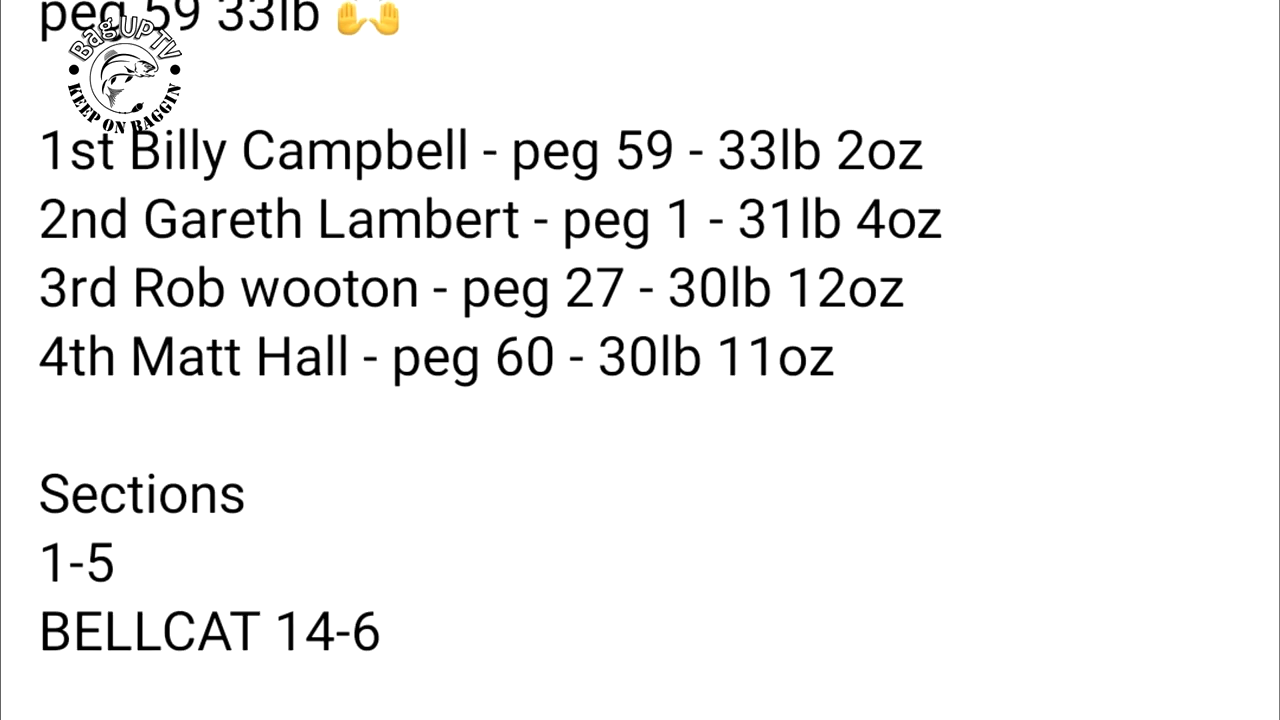 peg 59 33lb 🙌
Bag UP TV
KEEP ON BAGGIN
1st Billy Campbell - peg 59 - 33lb 2oz
2nd Gareth Lambert - peg 1 - 31lb 4oz
3rd Rob wooton - peg 27 - 30lb 12oz
4th Matt Hall - peg 60 - 30lb 11oz
Sections
1-5
BELLCAT 14-6